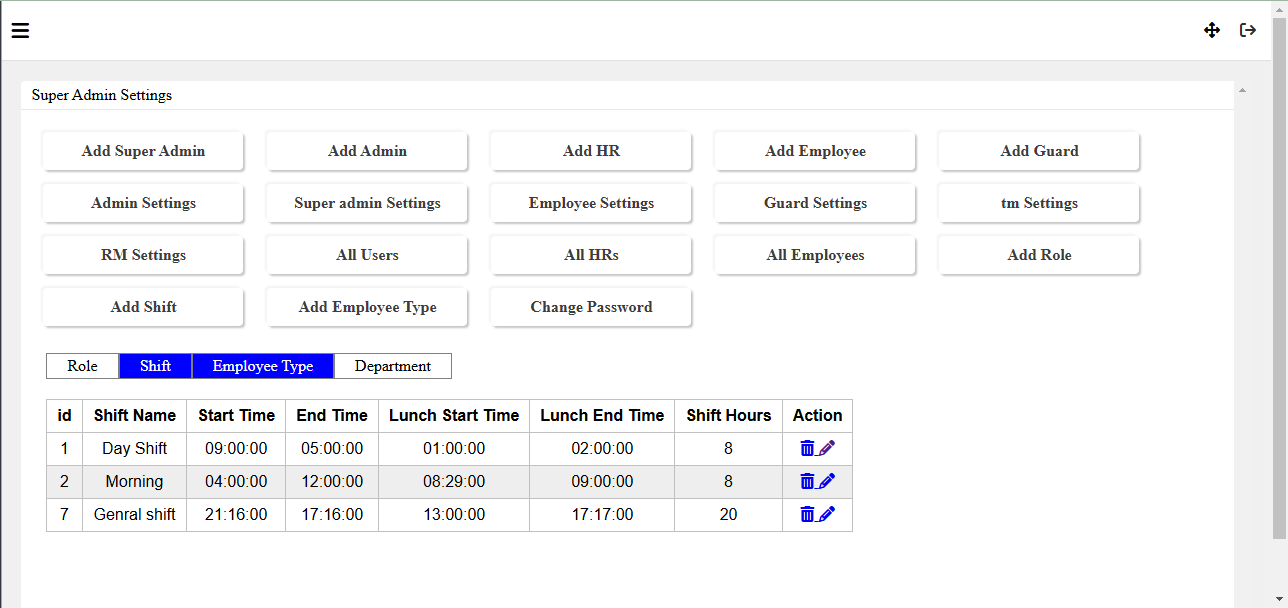 Super Admin Settings
Add Super Admin Add Admin Add HR Add Employee Add Guard
Admin Settings Super admin Settings Employee Settings Guard Settings tm Settings
RM Settings All Users All HRs All Employees Add Role
Add Shift Add Employee Type Change Password
Role Shift Employee Type Department
id Shift Name Start Time End Time Lunch Start Time Lunch End Time Shift Hours Action
1 Day Shift 09:00:00 05:00:00 01:00:00 02:00:00 8
2 Morning 04:00:00 12:00:00 08:29:00 09:00:00 8
7 Genral shift 21:16:00 17:16:00 13:00:00 17:17:00 20